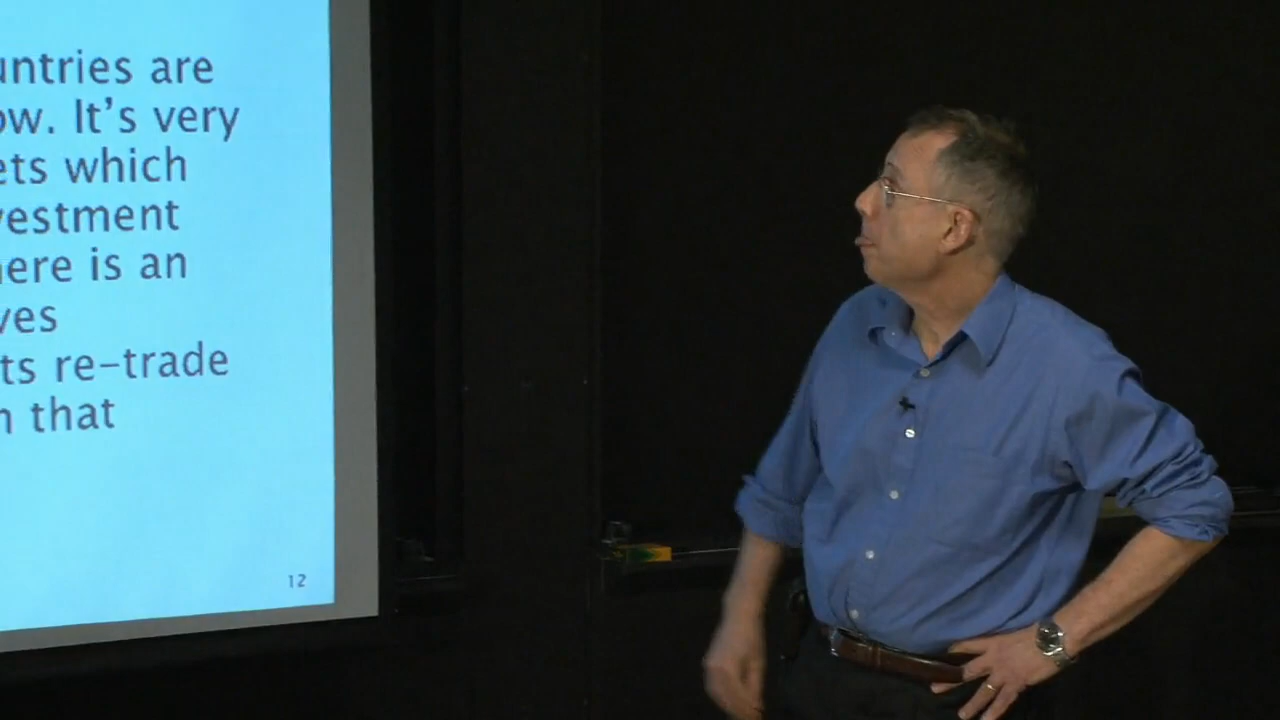 untries are
ow. It's very
ets which
vestment
here is an
ves
ts re-trade
n that
12